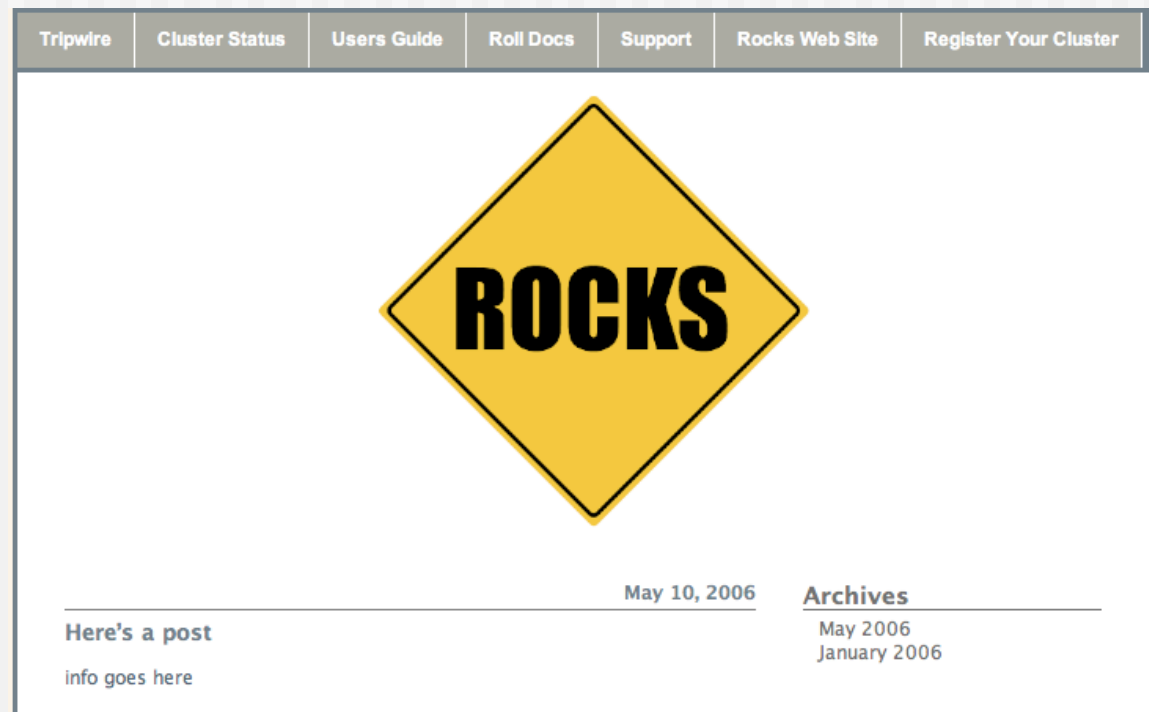 Tripwire Cluster Status Users Guide Roll Docs Support Rocks Web Site Register Your Cluster
ROCKS
May 10, 2006
Here’s a post
info goes here
Archives
May 2006
January 2006